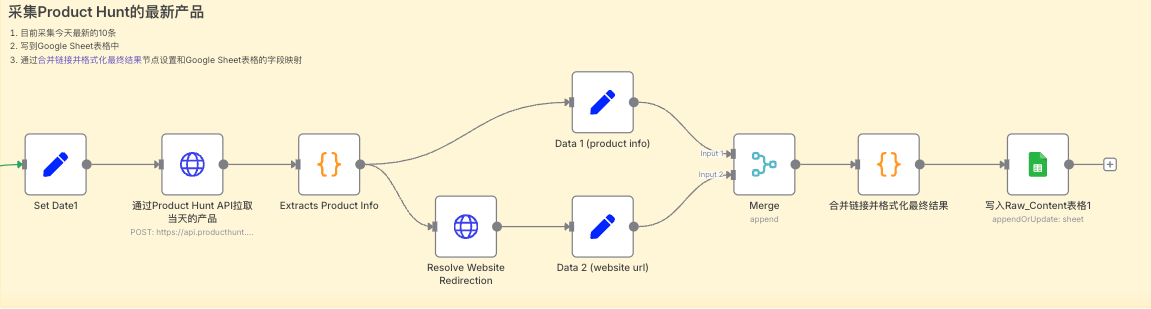 采集Product Hunt的最新产品
1. 目前采集今天最新的10条
2. 写到Google Sheet表格中
3. 通过合并链接并格式化最终结果节点设置和Google Sheet表格的字段映射
Data 1 (product info)
Input 1
Input 2
Set Date1
通过Product Hunt API拉取
当天的产品
POST: https://api.producthunt....
Extracts Product Info
Merge
append
合并链接并格式化最终结果
写入Raw_Content表格1
appendOrUpdate: sheet
Resolve Website
Redirection
Data 2 (website url)